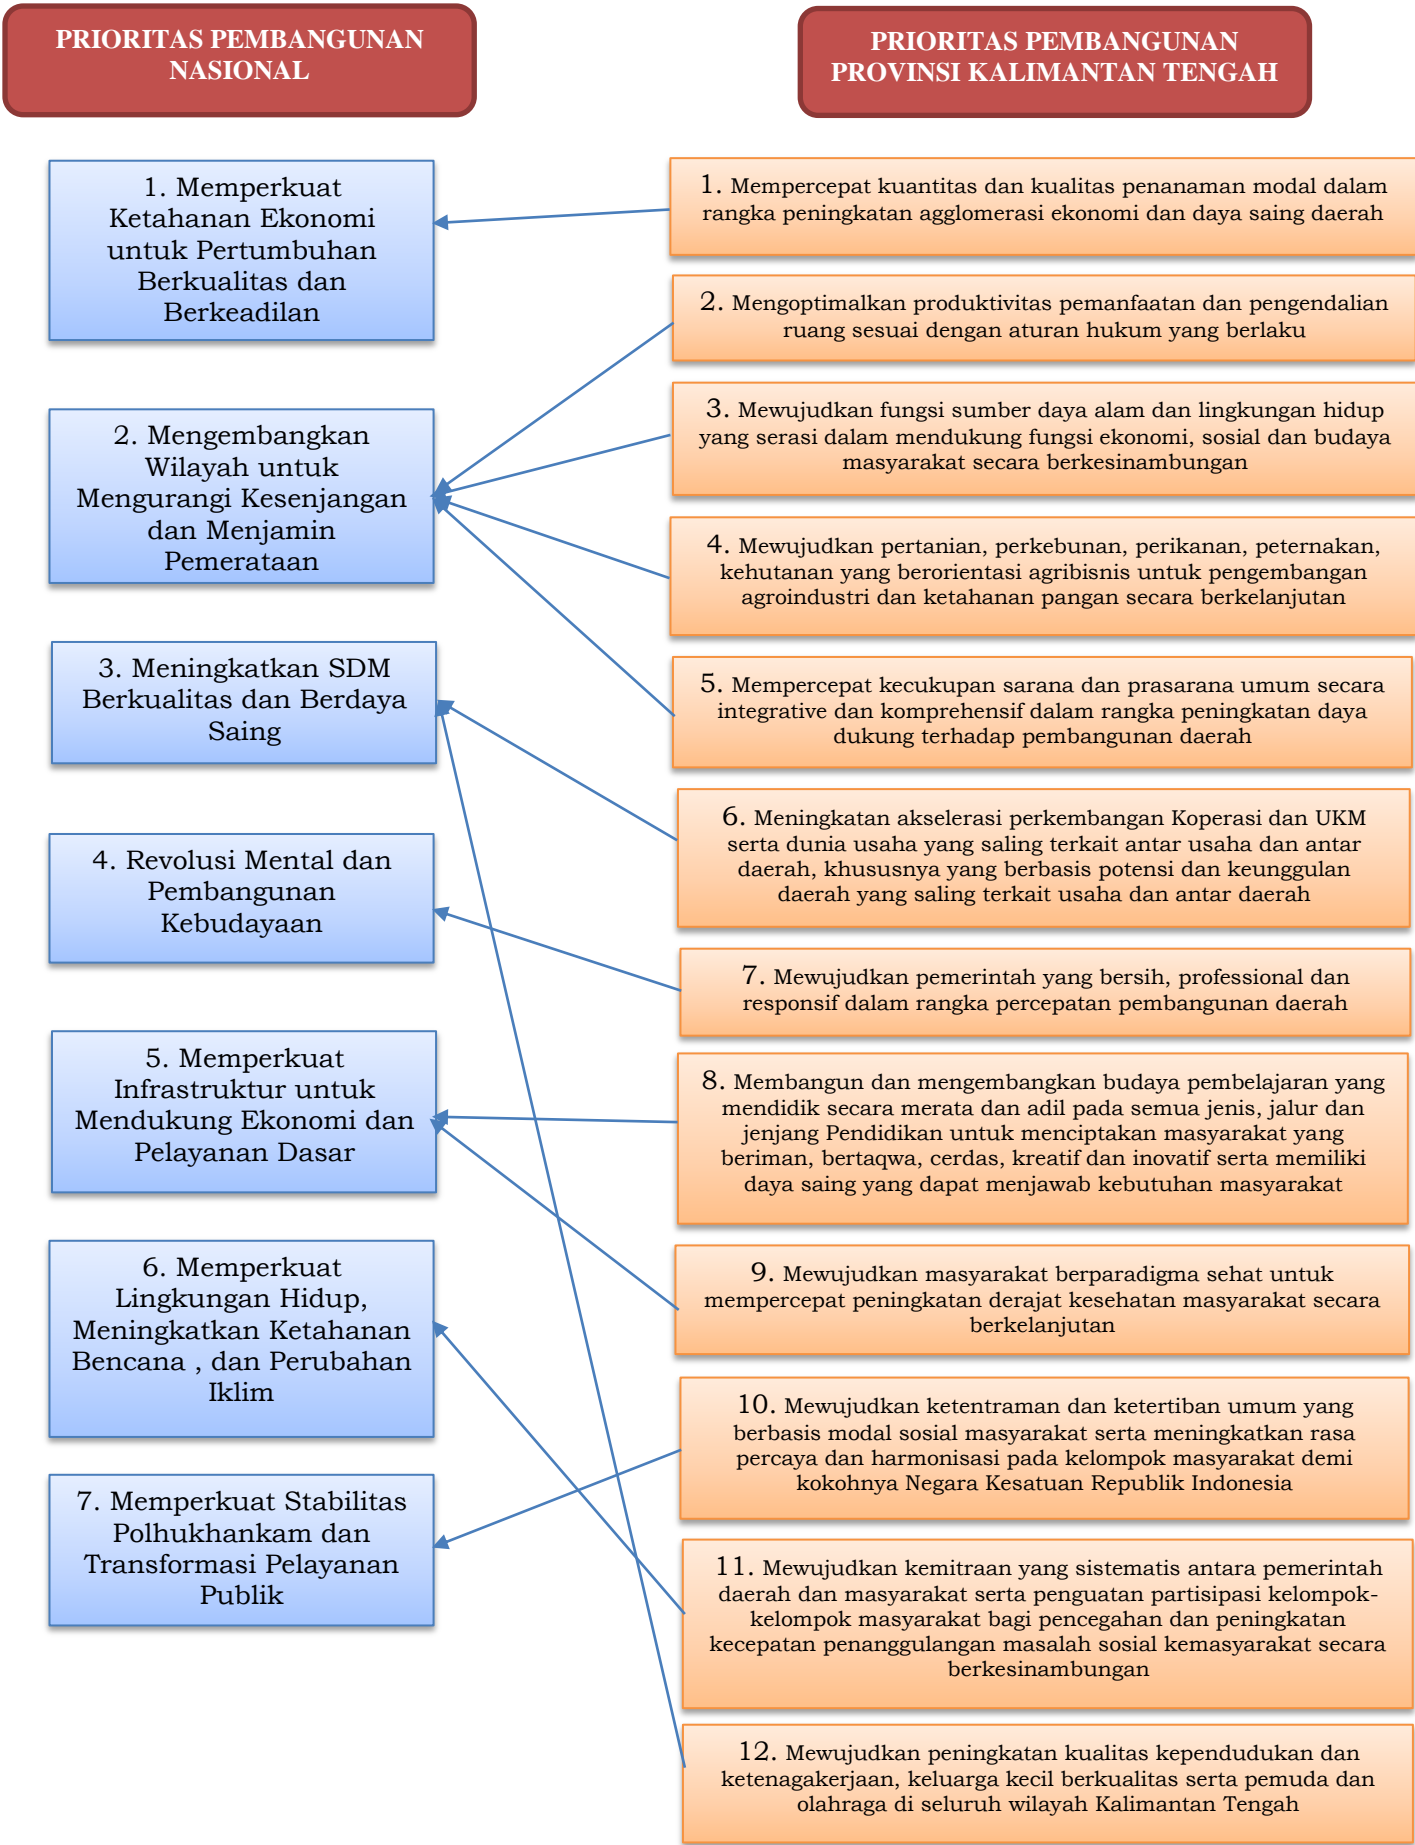 PRIORITAS PEMBANGUNAN
NASIONAL
PRIORITAS PEMBANGUNAN
PROVINSI KALIMANTAN TENGAH
1. Memperkuat
Ketahanan Ekonomi
untuk Pertumbuhan
Berkualitas dan
Berkeadilan
2. Mengembangkan
Wilayah untuk
Mengurangi Kesenjangan
dan Menjamin
Pemerataan
3. Meningkatkan SDM
Berkualitas dan Berdaya
Saing
4. Revolusi Mental dan
Pembangunan
Kebudayaan
5. Memperkuat
Infrastruktur untuk
Mendukung Ekonomi dan
Pelayanan Dasar
6. Memperkuat
Lingkungan Hidup,
Meningkatkan Ketahanan
Bencana , dan Perubahan
Iklim
7. Memperkuat Stabilitas
Polhukhankam dan
Transformasi Pelayanan
Publik
1. Mempercepat kuantitas dan kualitas penanaman modal dalam
rangka peningkatan agglomerasi ekonomi dan daya saing daerah
2. Mengoptimalkan produktivitas pemanfaatan dan pengendalian
ruang sesuai dengan aturan hukum yang berlaku
3. Mewujudkan fungsi sumber daya alam dan lingkungan hidup
yang serasi dalam mendukung fungsi ekonomi, sosial dan budaya
masyarakat secara berkesinambungan
4. Mewujudkan pertanian, perkebunan, perikanan, peternakan,
kehutanan yang berorientasi agribisnis untuk pengembangan
agroindustri dan ketahanan pangan secara berkelanjutan
5. Mempercepat kecukupan sarana dan prasarana umum secara
integrative dan komprehensif dalam rangka peningkatan daya
dukung terhadap pembangunan daerah
6. Meningkatan akselerasi perkembangan Koperasi dan UKM
serta dunia usaha yang saling terkait antar usaha dan antar
daerah, khususnya yang berbasis potensi dan keunggulan
daerah yang saling terkait usaha dan antar daerah
7. Mewujudkan pemerintah yang bersih, professional dan
responsif dalam rangka percepatan pembangunan daerah
8. Membangun dan mengembangkan budaya pembelajaran yang
mendidik secara merata dan adil pada semua jenis, jalur dan
jenjang Pendidikan untuk menciptakan masyarakat yang
beriman, bertaqwa, cerdas, kreatif dan inovatif serta memiliki
daya saing yang dapat menjawab kebutuhan masyarakat
9. Mewujudkan masyarakat berparadigma sehat untuk
mempercepat peningkatan derajat kesehatan masyarakat secara
berkelanjutan
10. Mewujudkan ketentraman dan ketertiban umum yang
berbasis modal sosial masyarakat serta meningkatkan rasa
percaya dan harmonisasi pada kelompok masyarakat demi
kokohnya Negara Kesatuan Republik Indonesia
11. Mewujudkan kemitraan yang sistematis antara pemerintah
daerah dan masyarakat serta penguatan partisipasi kelompok-
kelompok masyarakat bagi pencegahan dan peningkatan
kecepatan penanggulangan masalah sosial kemasyarakat secara
berkesinambungan
12. Mewujudkan peningkatan kualitas kependudukan dan
ketenagakerjaan, keluarga kecil berkualitas serta pemuda dan
olahraga di seluruh wilayah Kalimantan Tengah